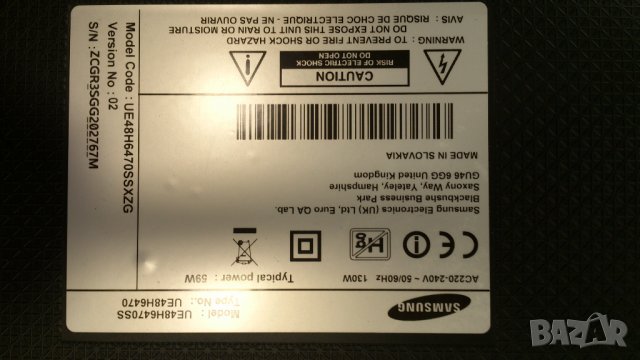 SAMSUNG
UE48H6470SS
Type No.: UE48H6470
AC220-240V ~ 50/60Hz 130W
Typical power : 59W
CE
Hg
Samsung Electronics (UK) Ltd, Euro QA Lab.
Blackbushe Business Park
Saxony Way, Yateley, Hampshire
GU46 6GG United Kingdom
MADE IN SLOVAKIA
CAUTION
RISK OF ELECTRIC SHOCK
DO NOT OPEN
WARNING : TO PREVENT FIRE OR SHOCK HAZARD
DO NOT EXPOSE THIS UNIT TO RAIN OR MOISTURE
AVIS : RISQUE DE CHOC ELECTRIQUE - NE PAS OUVRIR
Model Code : UE48H6470SSXZG
Version No : 02
S/N : ZCGR3SGG202767M
BAZAR